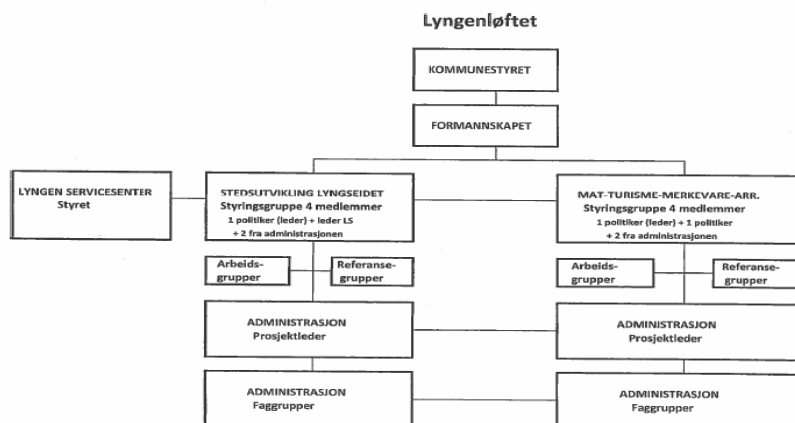 Lyngenløftet
KOMMUNESTYRET
FORMANNSKAPET
LYNGEN SERVICESENTER
Styret
STEDSUTVIKLING LYNGSEIDET
Styringsgruppe 4 medlemmer
1 politiker (leder) + leder LS
+ 2 fra administrasjonen
MAT-TURISME-MERKEVARE-ARR.
Styringsgruppe 4 medlemmer
1 politiker (leder) + 1 politiker
+ 2 fra administrasjonen
Arbeids-
grupper
Referanse-
grupper
Arbeids-
grupper
Referanse-
grupper
ADMINISTRASJON
Prosjektleder
ADMINISTRASJON
Prosjektleder
ADMINISTRASJON
Faggrupper
ADMINISTRASJON
Faggrupper